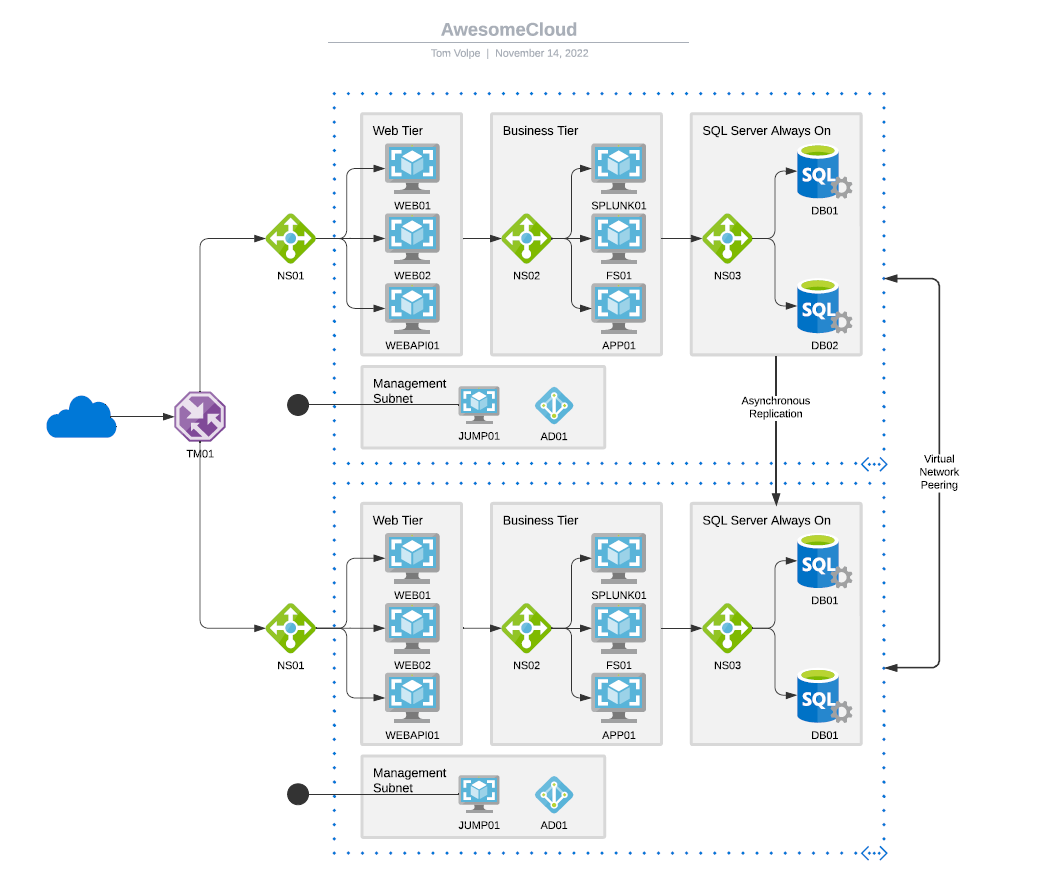 AwesomeCloud
Tom Volpe | November 14, 2022
Web Tier
WEB01
WEB02
WEBAPI01
Business Tier
SPLUNK01
NS02
FS01
APP01
SQL Server Always On
SQL
DB01
NS03
SQL
DB02
NS01
Management
Subnet
JUMP01
AD01
Asynchronous
Replication
TM01
Virtual
Network
Peering
Web Tier
WEB01
WEB02
WEBAPI01
Business Tier
SPLUNK01
NS02
FS01
APP01
SQL Server Always On
SQL
DB01
NS03
SQL
DB01
NS01
Management
Subnet
JUMP01
AD01